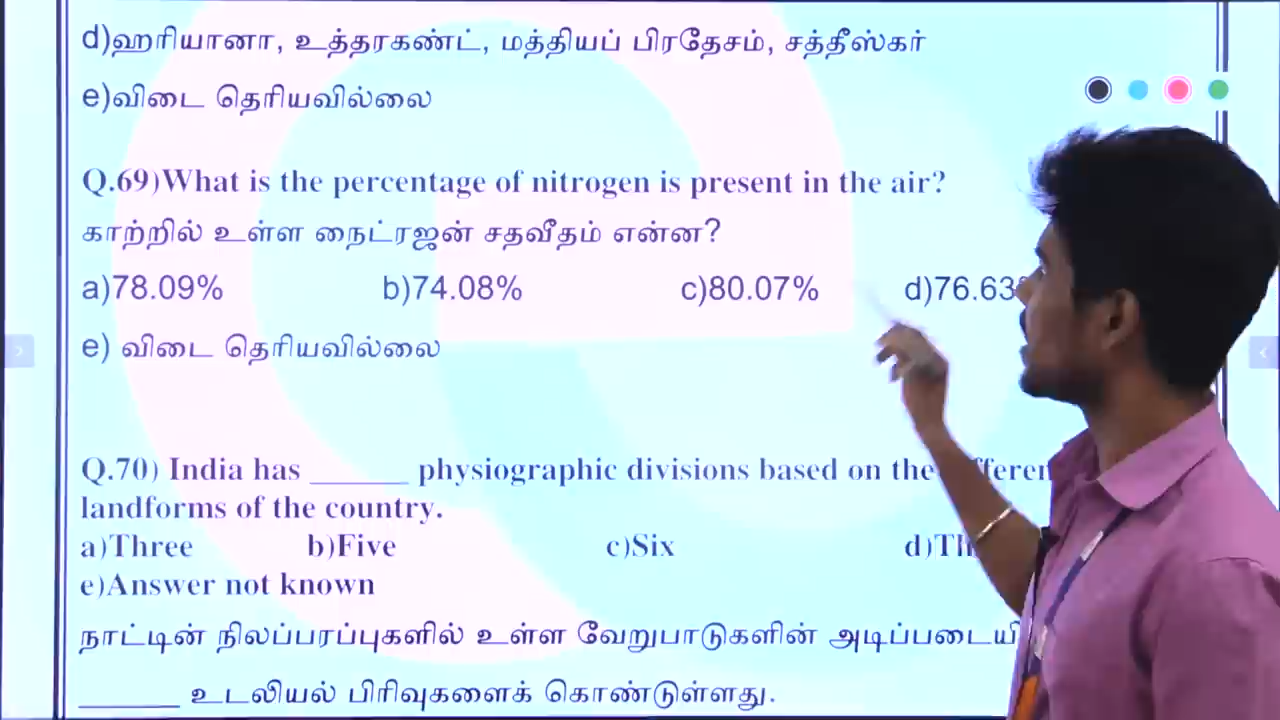 d)ஹரியானா, உத்தரகண்ட், மத்தியப் பிரதேசம், சத்தீஸ்கர்
e)விடை தெரியவில்லை
Q.69)What is the percentage of nitrogen is present in the air?
காற்றில் உள்ள நைட்ரஜன் சதவீதம் என்ன?
a)78.09% b)74.08% c)80.07% d)76.63
e) விடை தெரியவில்லை
Q.70) India has ______ physiographic divisions based on the
landforms of the country.
a)Three b)Five c)Six d)
e)Answer not known
நாட்டின் நிலப்பரப்புகளில் உள்ள வேறுபாடுகளின்
______ உடலியல் பிரிவுகளைக் கொண்டுள்ளது.